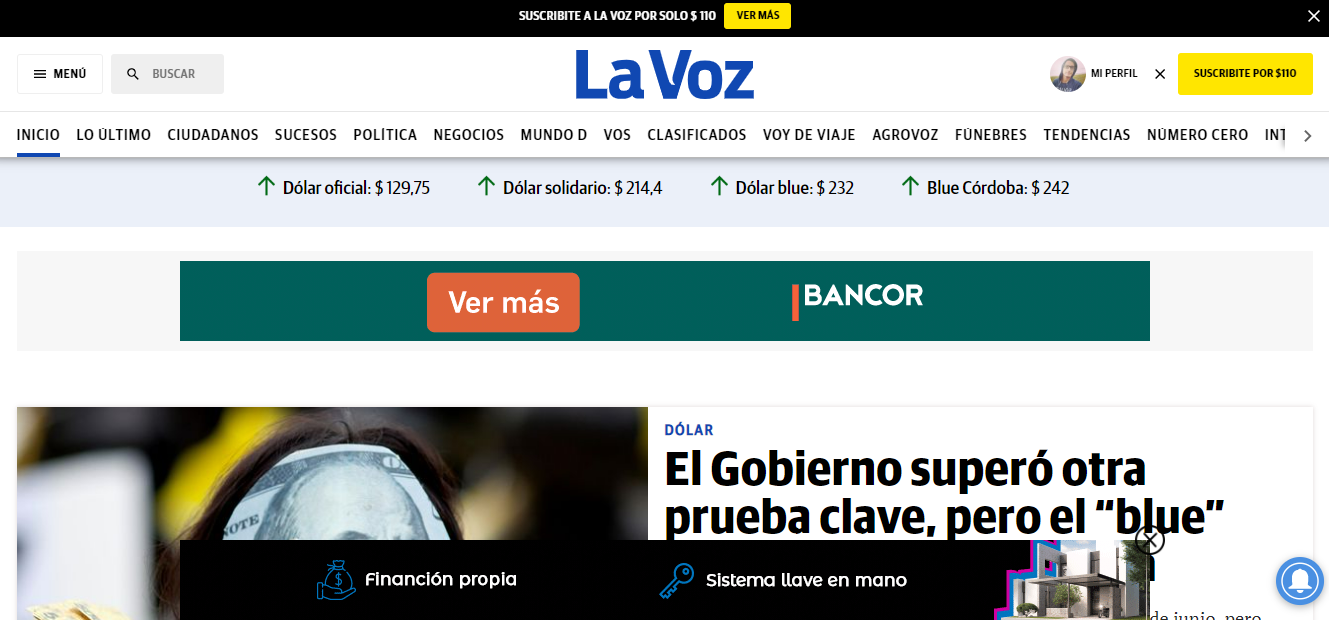 SUSCRIBITE A LA VOZ POR SOLO $ 110 VER MÁS
MENÚ BUSCAR LaVoz MI PERFIL SUSCRIBITE POR $110
INICIO LO ÚLTIMO CIUDADANOS SUCESOS POLÍTICA NEGOCIOS MUNDO D VOS CLASIFICADOS VOY DE VIAJE AGROVOZ FÚNEBRES TENDENCIAS NÚMERO CERO INT
Dólar oficial: $ 129,75 Dólar solidario: $ 214,4 Dólar blue: $ 232 Blue Córdoba: $ 242
Ver más BANCOR
DÓLAR
El Gobierno superó otra
prueba clave, pero el “blue”
NOTE
Financión propia Sistema llave en mano
de junio, pero